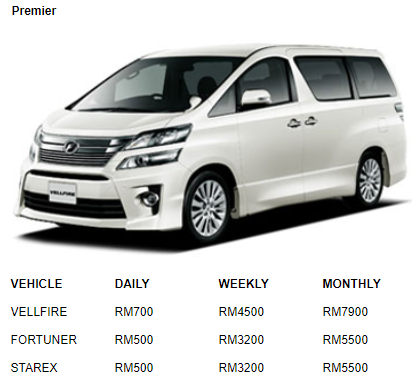 Premier
VELLFIRE
VEHICLE DAILY WEEKLY MONTHLY
VELLFIRE RM700 RM4500 RM7900
FORTUNER RM500 RM3200 RM5500
STAREX RM500 RM3200 RM5500